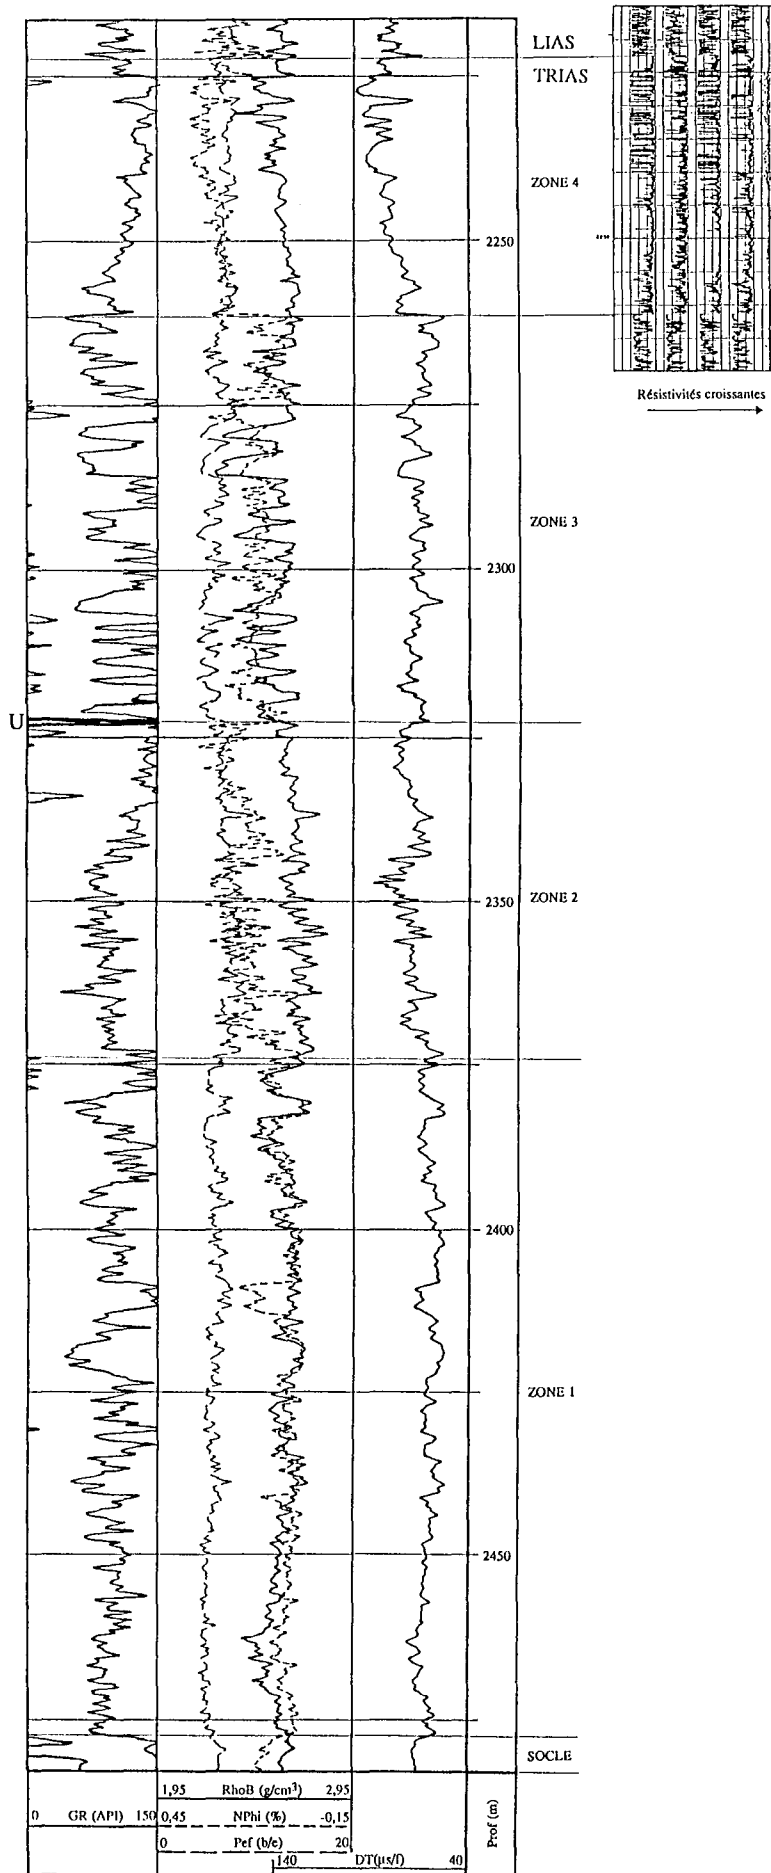 LIAS
TRIAS
ZONE 4
2250
Résistivités croissantes
ZONE 3
2300
U
ZONE 2
2350
2400
ZONE 1
2450
SOCLE
1,95 RhoB (g/cm³) 2,95
0 GR (API) 150 0,45 NPhi (%) -0,15
0 Pef (b/e) 20
140 DT(µs/f) 40
Prof (m)